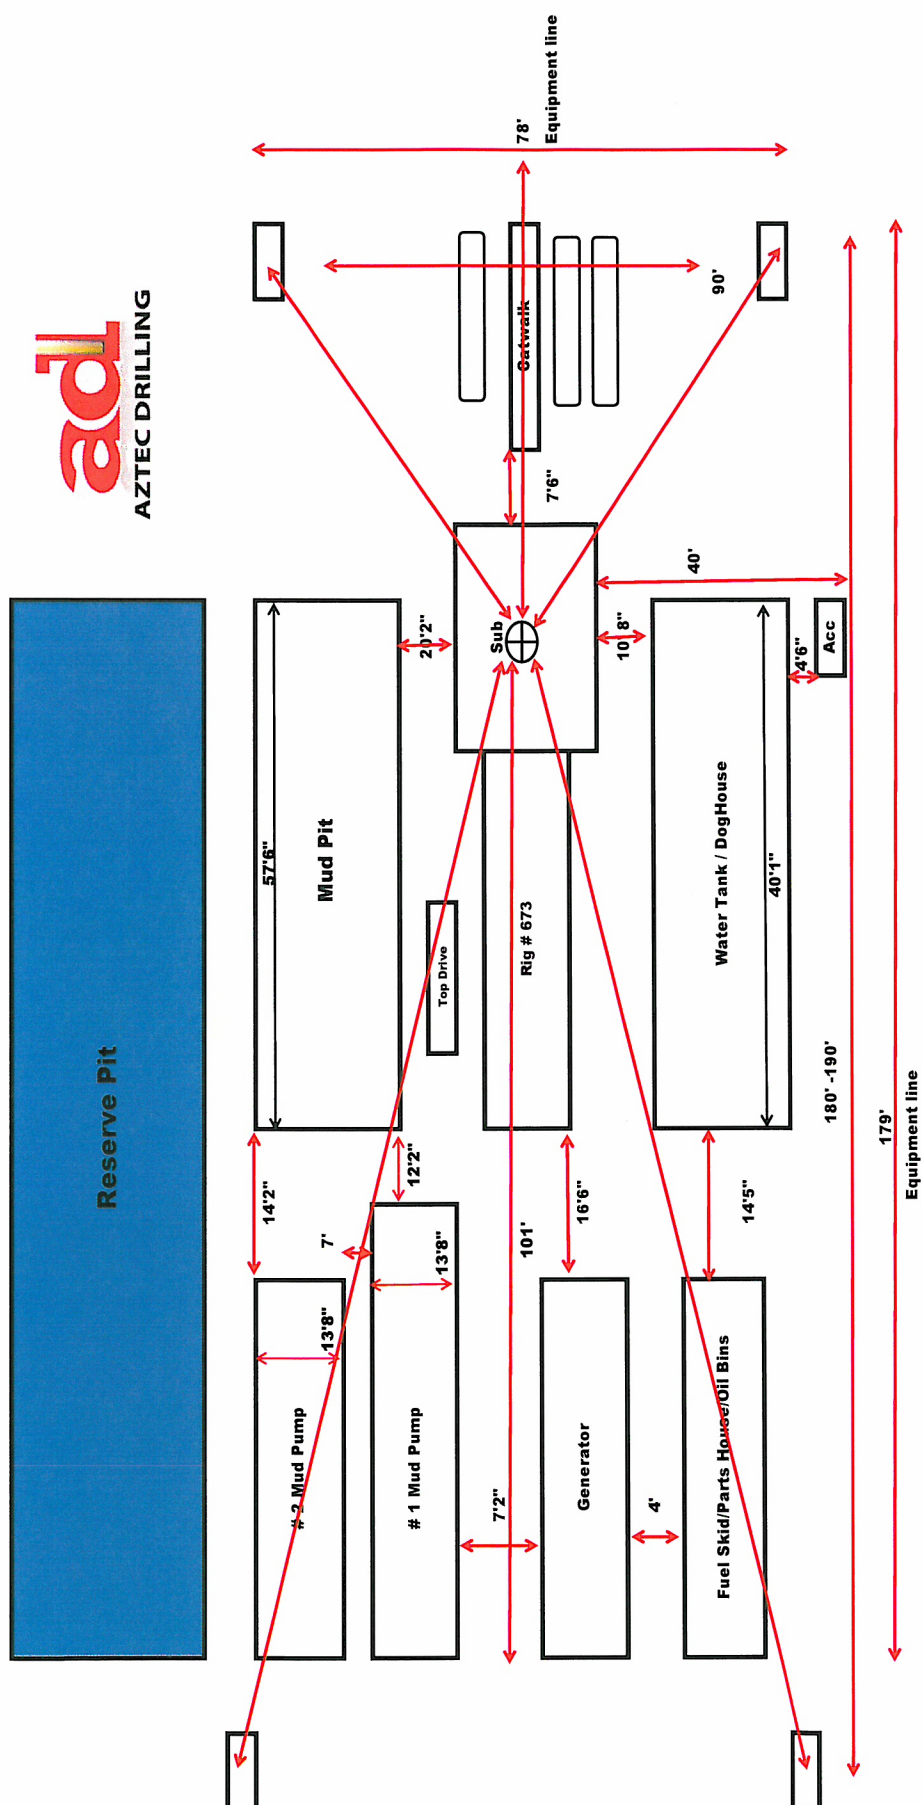 ad
AZTEC DRILLING
Reserve Pit
78'
Equipment line
90'
Catwalk
7'6"
40'
Sub
20'2"
10'8"
4'6"
Acc
57'6"
Mud Pit
Top Drive
Rig # 673
Water Tank / DogHouse
40'1"
14'2"
12'2"
7'
16'6"
14'5"
101'
13'8"
13'8"
# 2 Mud Pump
# 1 Mud Pump
7'2"
Generator
4'
Fuel Skid/Parts House/Oil Bins
180' -190'
179'
Equipment line